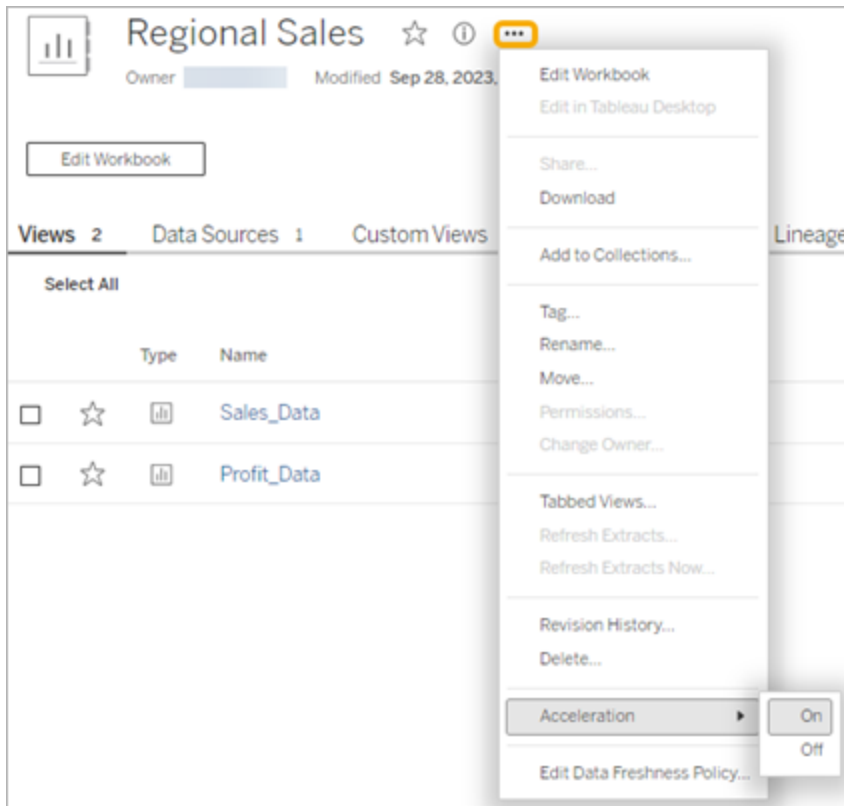 Regional Sales
Owner Modified Sep 28, 2023,
Edit Workbook
Views 2 Data Sources 1 Custom Views Lineage
Select All
Type Name
Sales_Data
Profit_Data
Edit Workbook
Edit in Tableau Desktop
Share...
Download
Add to Collections...
Tag...
Rename...
Move...
Permissions...
Change Owner...
Tabbed Views...
Refresh Extracts...
Refresh Extracts Now...
Revision History...
Delete...
Acceleration
On
Off
Edit Data Freshness Policy...